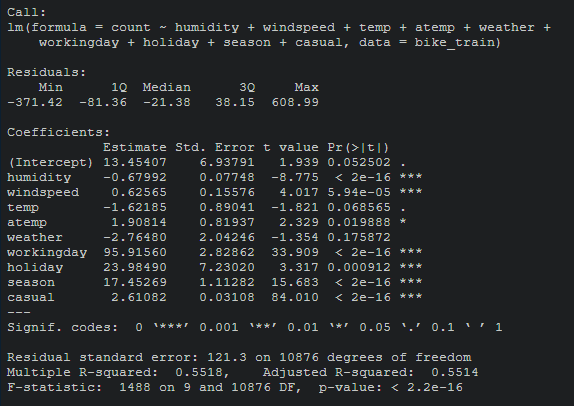 Call:
lm(formula = count ~ humidity + windspeed + temp + atemp + weather +
    workingday + holiday + season + casual, data = bike_train)

Residuals:
    Min      1Q  Median      3Q     Max
-371.42  -81.36  -21.38   38.15  608.99

Coefficients:
            Estimate Std. Error t value Pr(>|t|)
(Intercept) 13.45407    6.93791   1.939 0.052502 .
humidity    -0.67992    0.07748  -8.775  < 2e-16 ***
windspeed    0.62565    0.15576   4.017 5.94e-05 ***
temp        -1.62185    0.89041  -1.821 0.068565 .
atemp        1.90814    0.81937   2.329 0.019888 *
weather     -2.76480    2.04246  -1.354 0.175872
workingday  95.91560    2.82862  33.909  < 2e-16 ***
holiday     23.98490    7.23020   3.317 0.000912 ***
season      17.45269    1.11282  15.683  < 2e-16 ***
casual       2.61082    0.03108  84.010  < 2e-16 ***
---
Signif. codes:  0 ‘***’ 0.001 ‘**’ 0.01 ‘*’ 0.05 ‘.’ 0.1 ‘ ’ 1

Residual standard error: 121.3 on 10876 degrees of freedom
Multiple R-squared:  0.5518,    Adjusted R-squared:  0.5514
F-statistic:  1488 on 9 and 10876 DF,  p-value: < 2.2e-16